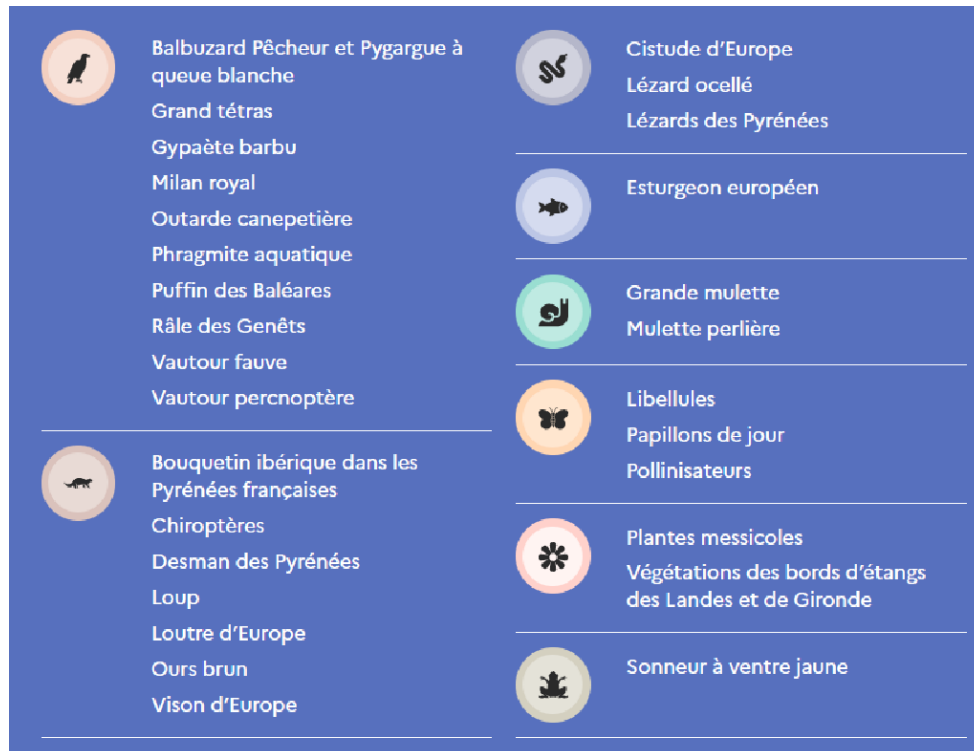 Balbuzard Pêcheur et Pygargue à
queue blanche
Grand tétras
Gypaète barbu
Milan royal
Outarde canepetière
Phragmite aquatique
Puffin des Baléares
Râle des Genêts
Vautour fauve
Vautour percnoptère
Bouquetin ibérique dans les
Pyrénées françaises
Chiroptères
Desman des Pyrénées
Loup
Loutre d’Europe
Ours brun
Vison d’Europe
Cistude d’Europe
Lézard ocellé
Lézards des Pyrénées
Esturgeon européen
Grande mulette
Mulette perlière
Libellules
Papillons de jour
Pollinisateurs
Plantes messicoles
Végétations des bords d’étangs
des Landes et de Gironde
Sonneur à ventre jaune